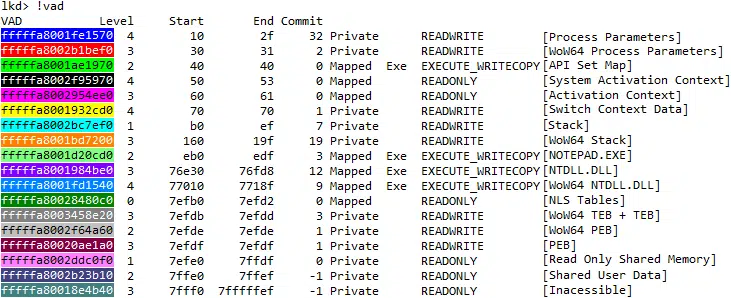 lkd> !vad
VAD Level Start End Commit
fffffa8001fe1570 4 10 2f 32 Private READWRITE [Process Parameters]
fffffa8002b1bef0 3 30 31 2 Private READWRITE [WoW64 Process Parameters]
fffffa8001ae1970 2 40 40 0 Mapped Exe EXECUTE_WRITECOPY [API Set Map]
fffffa8002f95970 4 50 53 0 Mapped READONLY [System Activation Context]
fffffa8002954ee0 3 60 61 0 Mapped READONLY [Activation Context]
fffffa8001932cd0 4 70 70 1 Private READWRITE [Switch Context Data]
fffffa8002bc7ef0 1 b0 ef 7 Private READWRITE [Stack]
fffffa8001bd7200 3 160 19f 19 Private READWRITE [WoW64 Stack]
fffffa8001d20cd0 2 eb0 edf 3 Mapped Exe EXECUTE_WRITECOPY [NOTEPAD.EXE]
fffffa8001984be0 3 76e30 76fd8 12 Mapped Exe EXECUTE_WRITECOPY [NTDLL.DLL]
fffffa8001fd1540 4 77010 7718f 9 Mapped Exe EXECUTE_WRITECOPY [WoW64 NTDLL.DLL]
fffffa80028480c0 0 7efb0 7efd2 0 Mapped READONLY [NLS Tables]
fffffa8003458e20 3 7efdb 7efdd 3 Private READWRITE [WoW64 TEB + TEB]
fffffa8002f64a60 2 7efde 7efde 1 Private READWRITE [WoW64 PEB]
fffffa80020ae1a0 3 7efdf 7efdf 1 Private READWRITE [PEB]
fffffa8002ddc0f0 1 7efe0 7ffdf 0 Mapped READONLY [Read Only Shared Memory]
fffffa8002b23b10 2 7ffe0 7ffef -1 Private READONLY [Shared User Data]
fffffa80018e4b40 3 7fff0 7fffffef -1 Private READONLY [Inacessible]